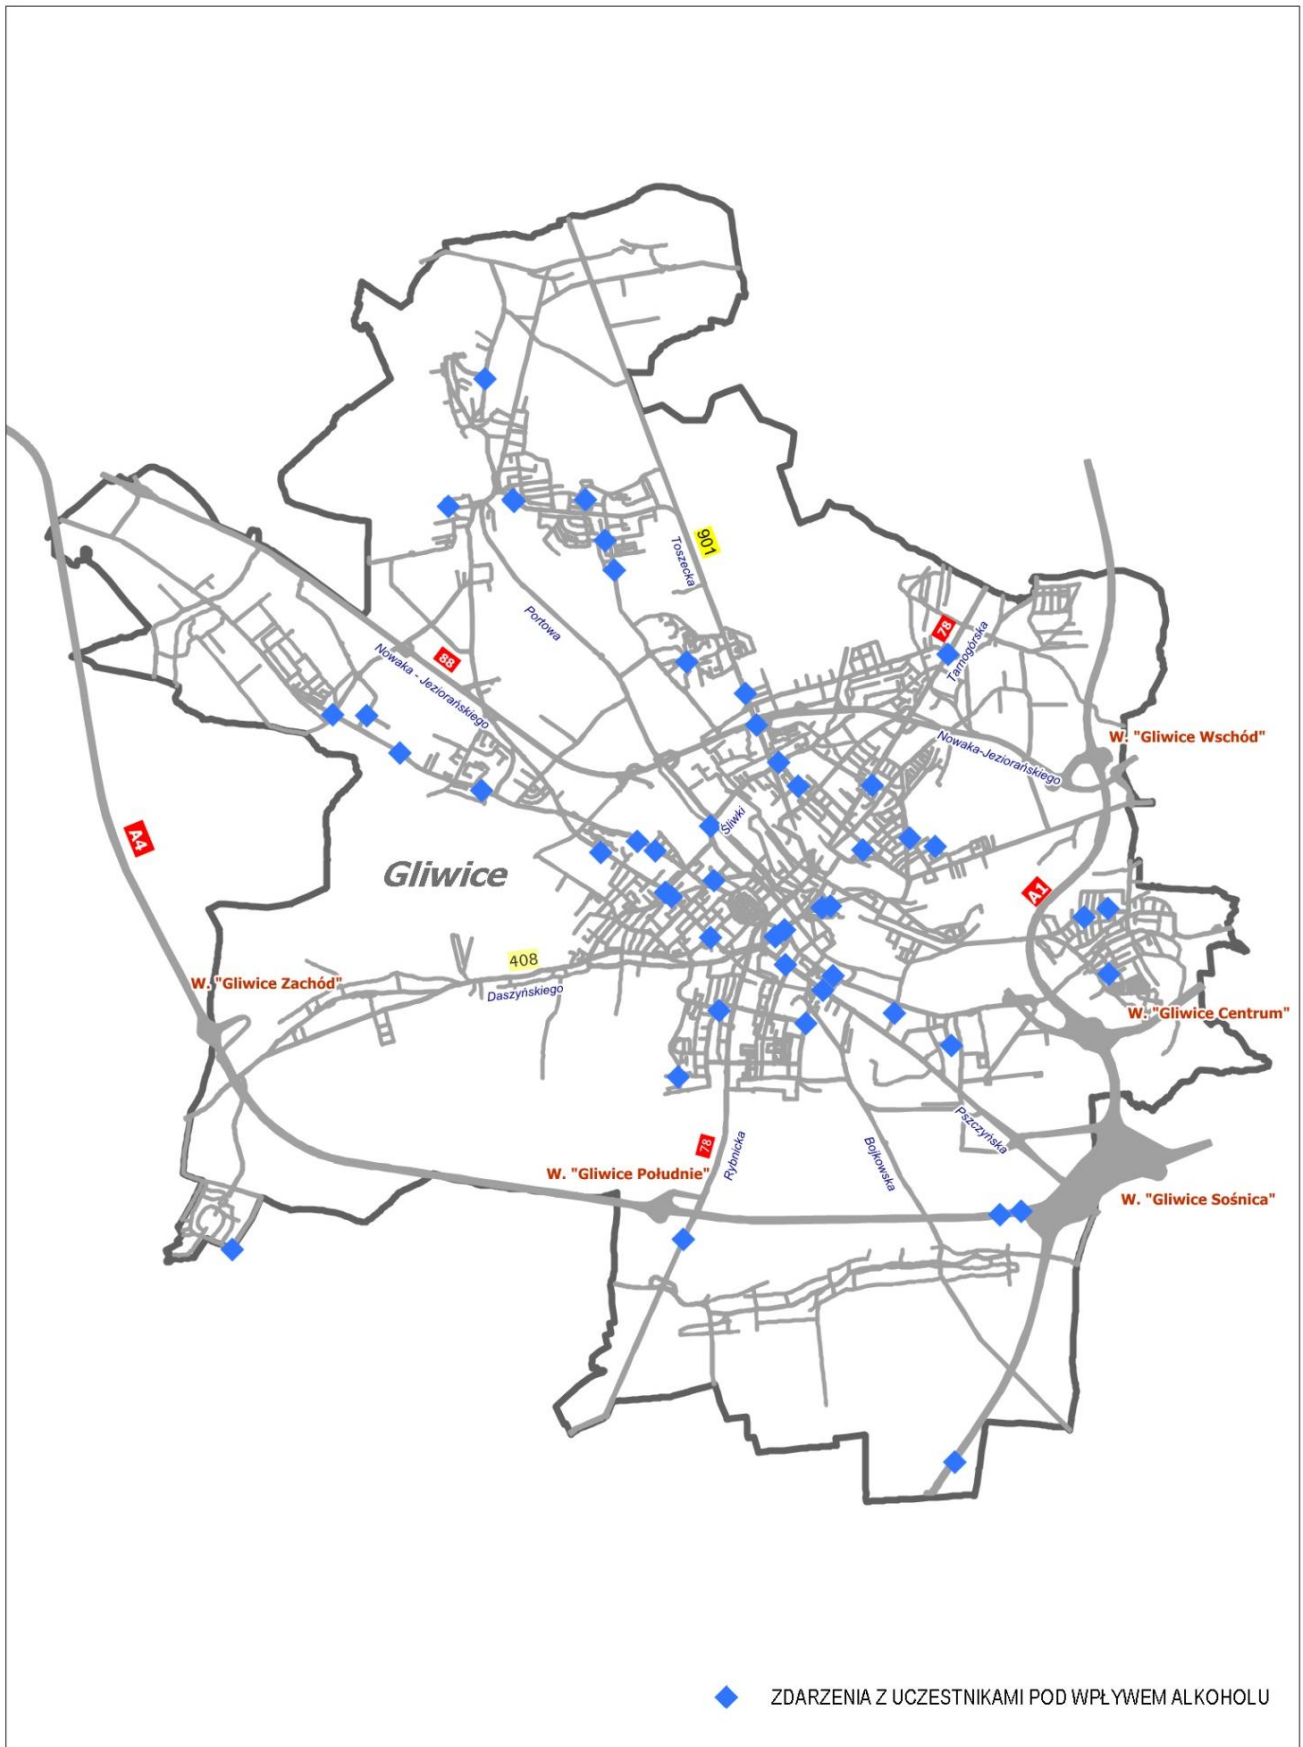 901
Toszecka
Portowa
78
Tarnogórska
88
Nowaka - Jeziorańskiego
W. "Gliwice Wschód"
Nowaka-Jeziorańskiego
A4
Śliwki
Gliwice
A1
408
W. "Gliwice Zachód"
Daszyńskiego
W. "Gliwice Centrum"
Pszczyńska
78
Rybnicka
Bojkowska
W. "Gliwice Południe"
W. "Gliwice Sośnica"
ZDARZENIA Z UCZESTNIKAMI POD WPŁYWEM ALKOHOLU